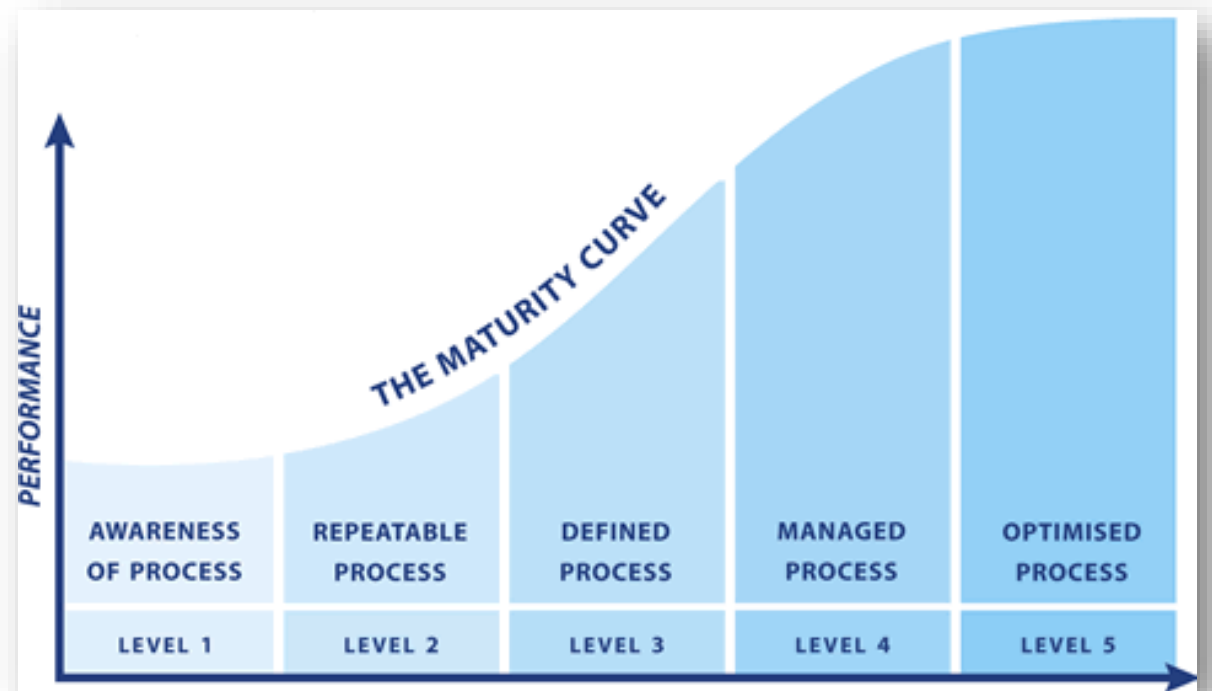 THE MATURITY CURVE
PERFORMANCE
AWARENESS
OF PROCESS
REPEATABLE
PROCESS
DEFINED
PROCESS
MANAGED
PROCESS
OPTIMISED
PROCESS
LEVEL 1
LEVEL 2
LEVEL 3
LEVEL 4
LEVEL 5